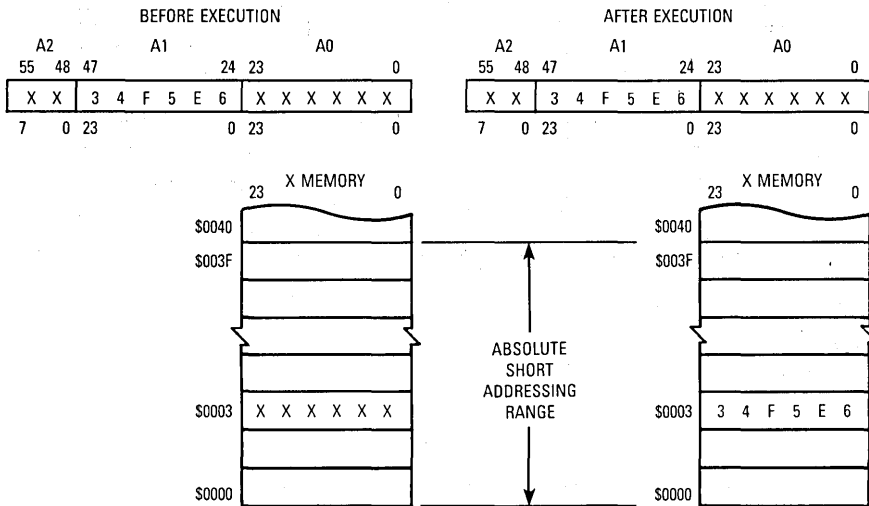 BEFORE EXECUTION
A2 A1 A0
55 48 47 24 23 0
X X 3 4 F 5 E 6 X X X X X X
7 0 23 0 23 0
X MEMORY
23 0
$0040
$003F
$0003 X X X X X X
$0000
ABSOLUTE
SHORT
ADDRESSING
RANGE
AFTER EXECUTION
A2 A1 A0
55 48 47 24 23 0
X X 3 4 F 5 E 6 X X X X X X
7 0 23 0 23 0
X MEMORY
23 0
$0040
$003F
$0003 3 4 F 5 E 6
$0000